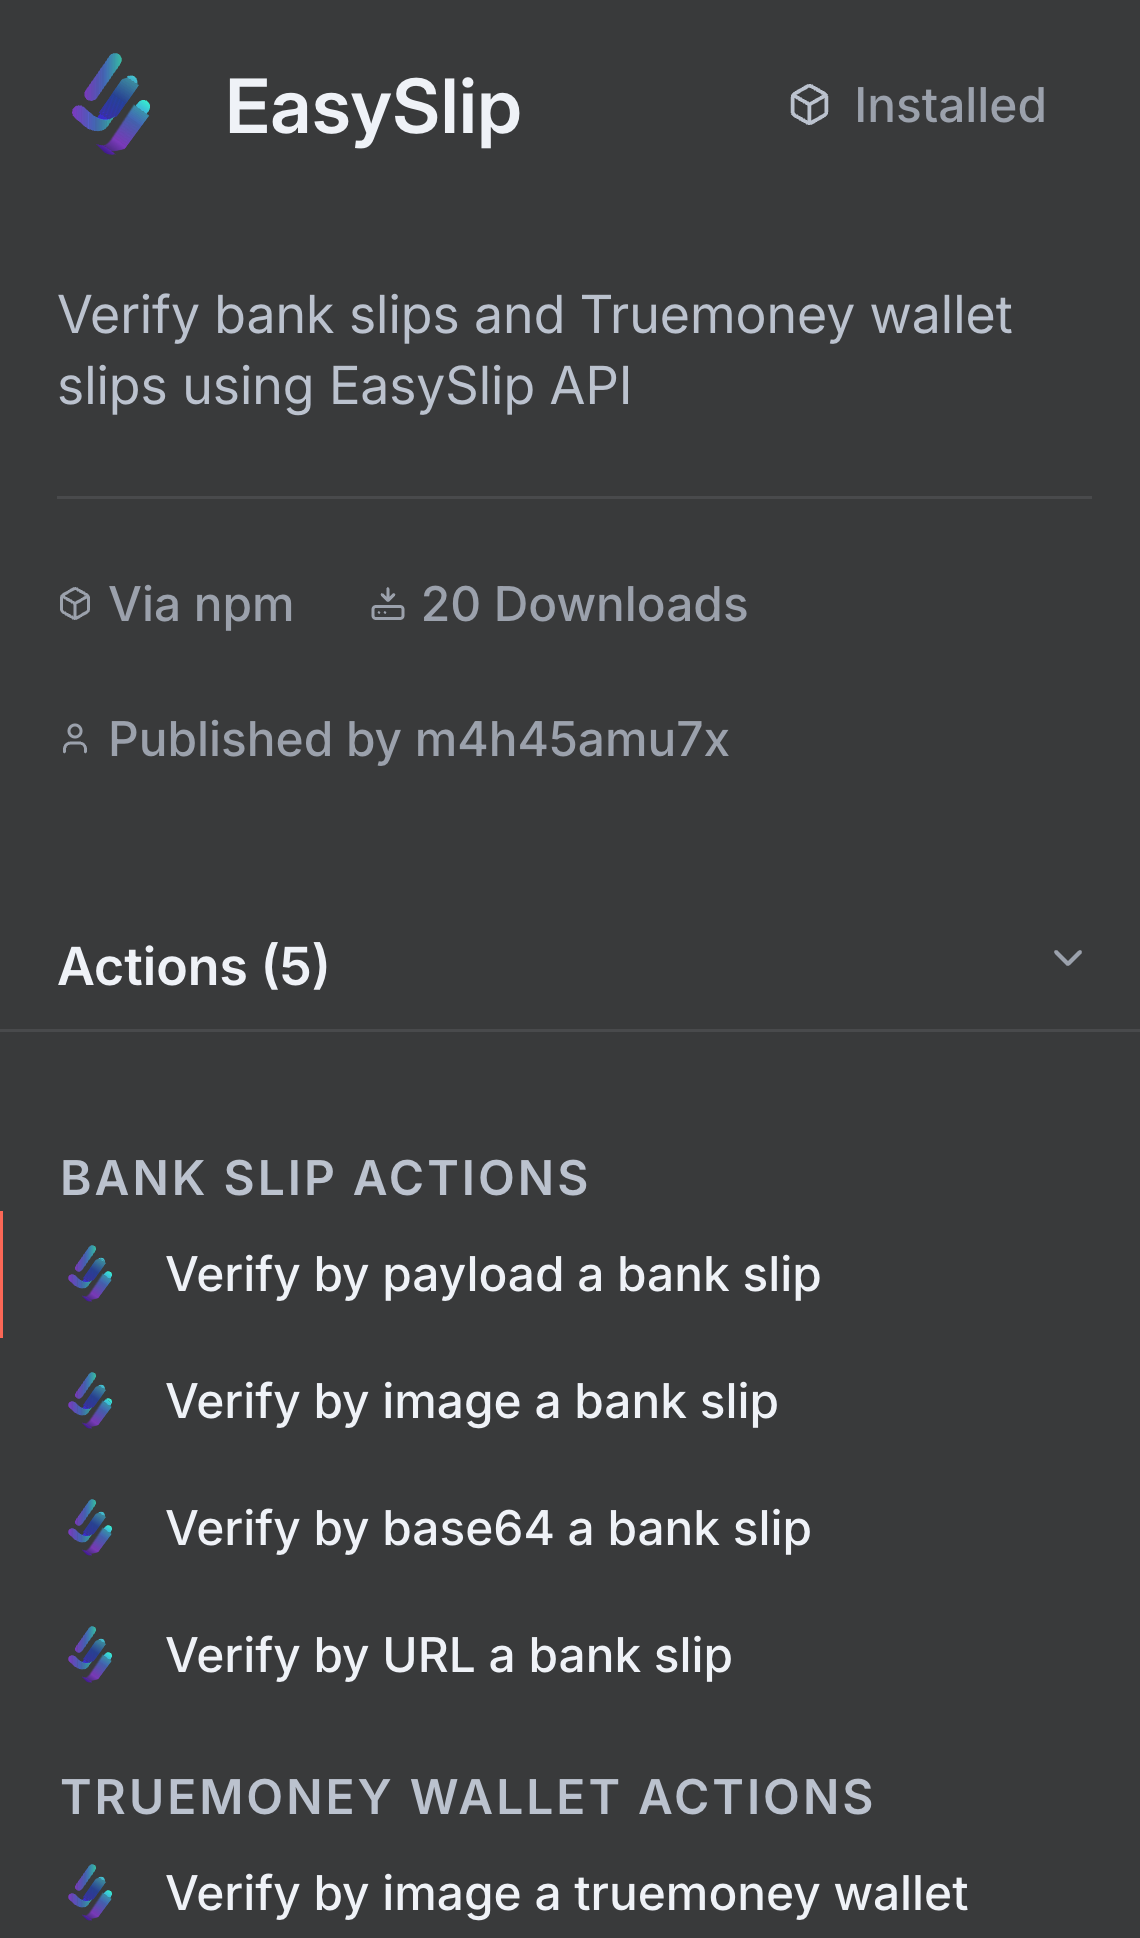 EasySlip
Installed
Verify bank slips and Truemoney wallet
slips using EasySlip API
Via npm
20 Downloads
Published by m4h45amu7x
Actions (5)
BANK SLIP ACTIONS
Verify by payload a bank slip
Verify by image a bank slip
Verify by base64 a bank slip
Verify by URL a bank slip
TRUEMONEY WALLET ACTIONS
Verify by image a truemoney wallet